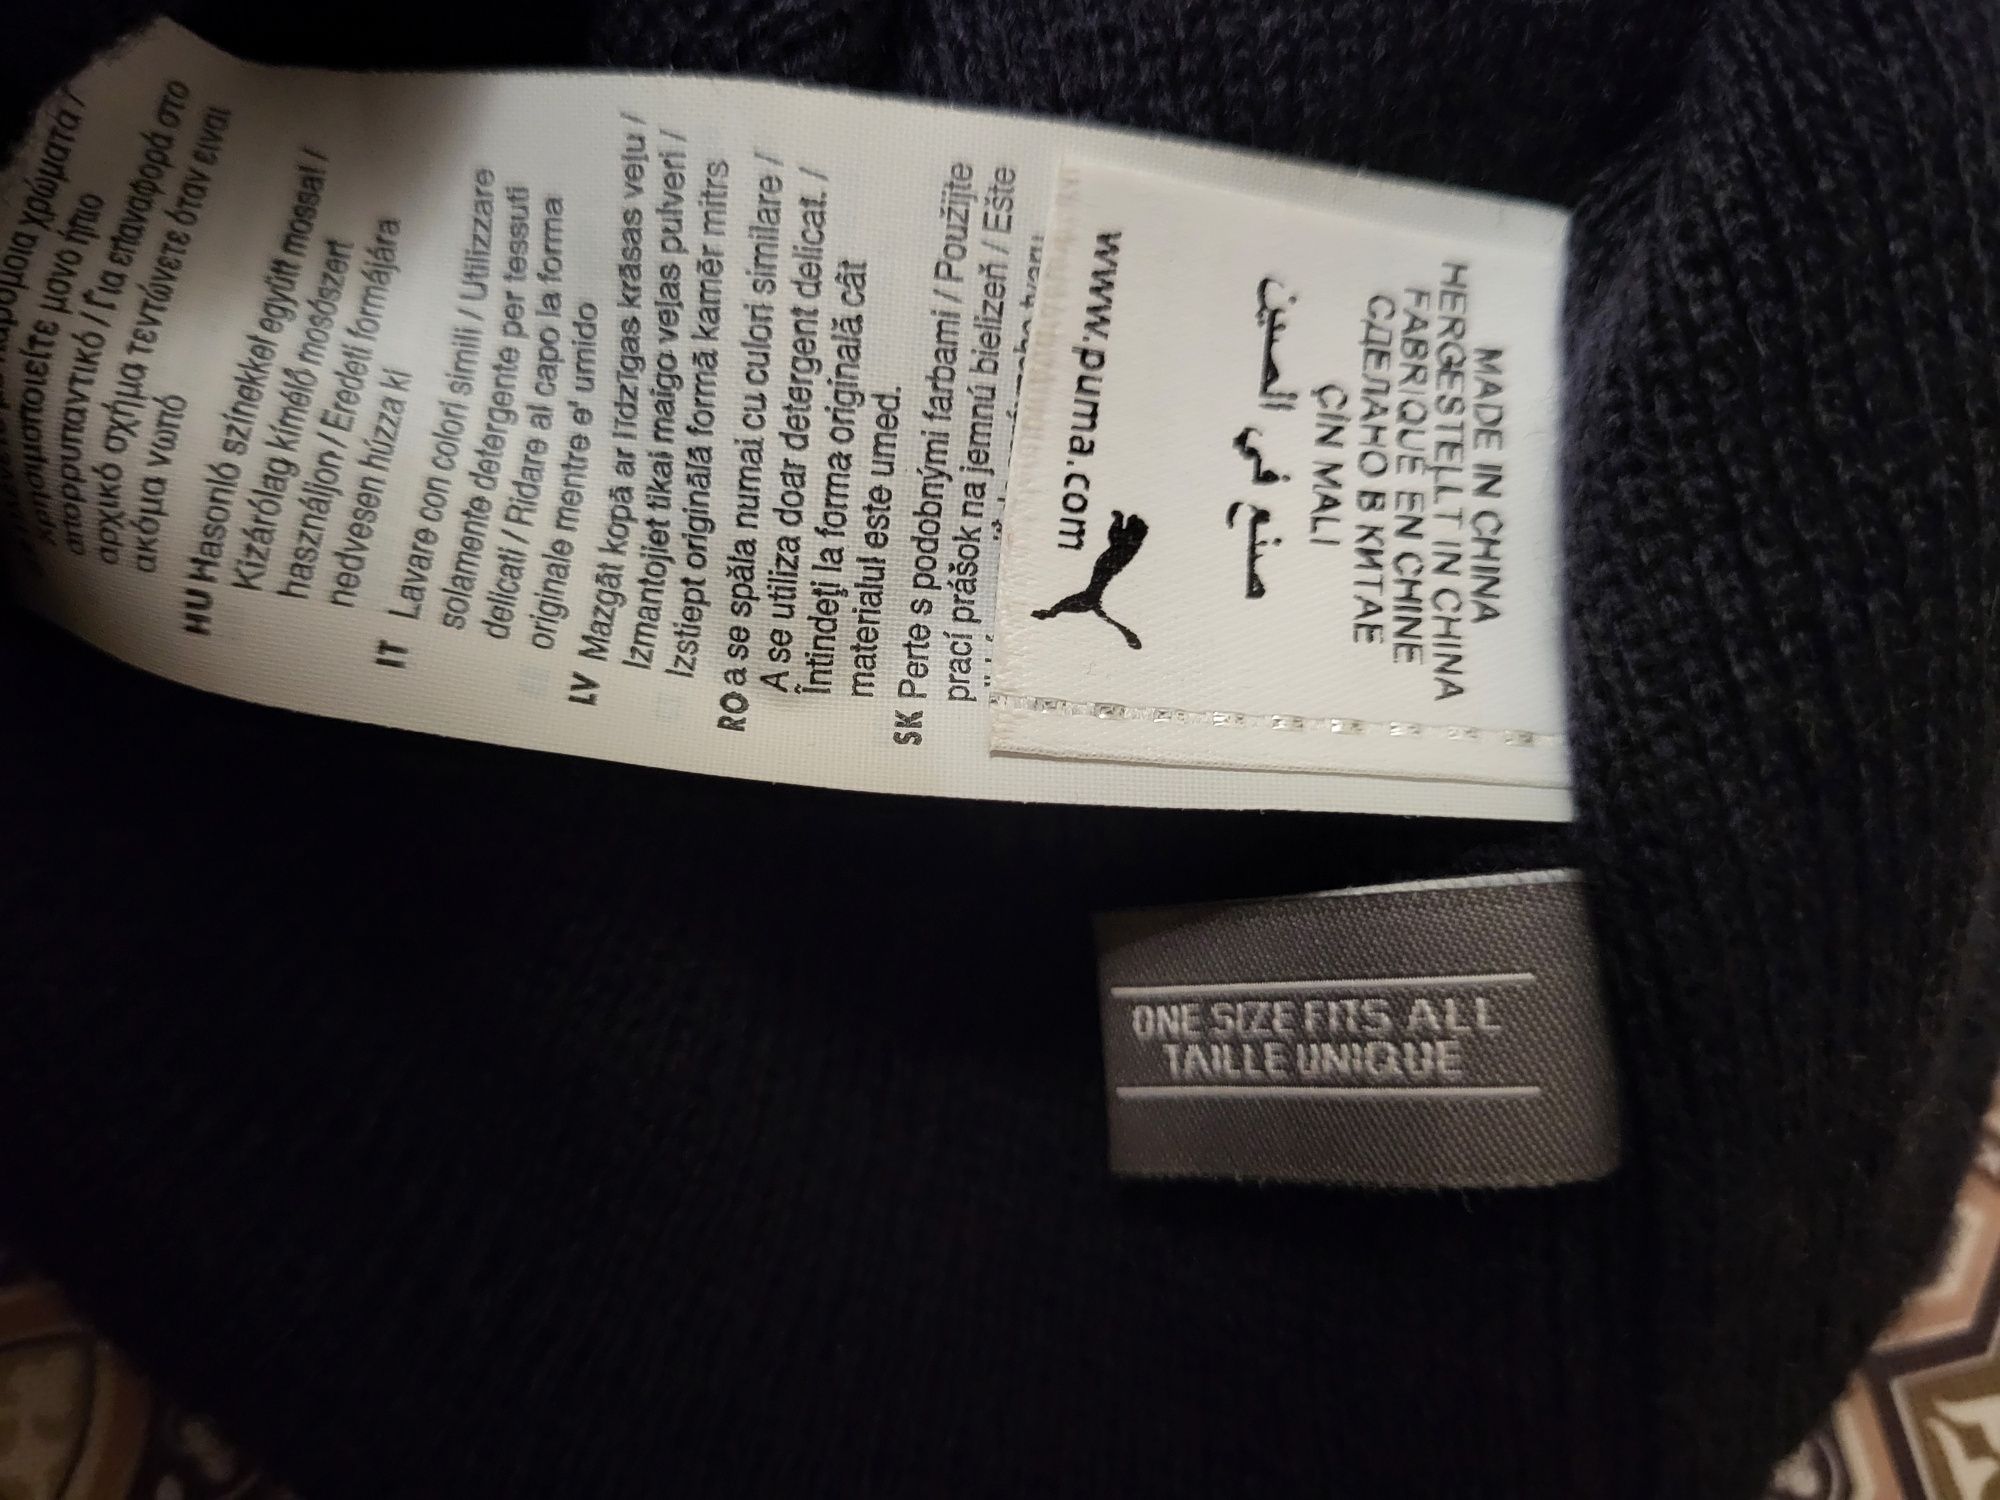 χρησιμοποιείτε μονο ήπιο
απορρυπαντικό / Για επαναφορά στο
αρχικό σχήμα τεντώνετε όταν ειναι
ακόμα νωπό
HU Hasonló színekkel együtt mossa! /
Kizárólag kímélő mosószert
használjon / Eredeti formájára
nedvesen húzza ki
IT Lavare con colori simili / Utilizzare
solamente detergente per tessuti
delicati / Ridare al capo la forma
originale mentre e' umido
LV Mazgāt kopā ar līdzīgas krāsas veļu /
Izmantojiet tikai maigo veļas pulveri /
Izstiept oriģinālā formā kamēr mitrs
RO a se spăla numai cu culori similare /
A se utiliza doar detergent delicat. /
Întindeţi la forma originală cât
materialul este umed.
SK Perte s podobnými farbami / Použijte
prací prášok na jemnú bielizeň / Ešte
www.puma.com
صنع في الصين
ÇİN MALI
СДЕЛАНО В КИТАЕ
FABRIQUÉ EN CHINE
HERGESTELLT IN CHINA
MADE IN CHINA
ONE SIZE FITS ALL
TAILLE UNIQUE